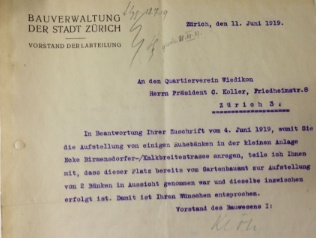 BAUVERWALTUNG
DER STADT ZÜRICH
VORSTAND DER I. ABTEILUNG
Zürich, den 11. Juni 1919.
An den Quartierverein Wiedikon
Herrn Präsident C. Koller, Friedheimstr.8
Zürich 3.
In Beantwortung Ihrer Zuschrift vom 4. Juni 1919, womit Sie
die Aufstellung von einigen Ruhebänken in der kleinen Anlage
Ecke Birmensdorfer-/Kalkbreitestrasse anregen, teile ich Ihnen
mit, dass dieser Platz bereits vom Gartenbauamt zur Aufstellung
von 2 Bänken in Aussicht genommen war und dieselbe inzwischen
erfolgt ist. Damit ist Ihren Wünschen entsprochen.
Vorstand des Bauwesens I: